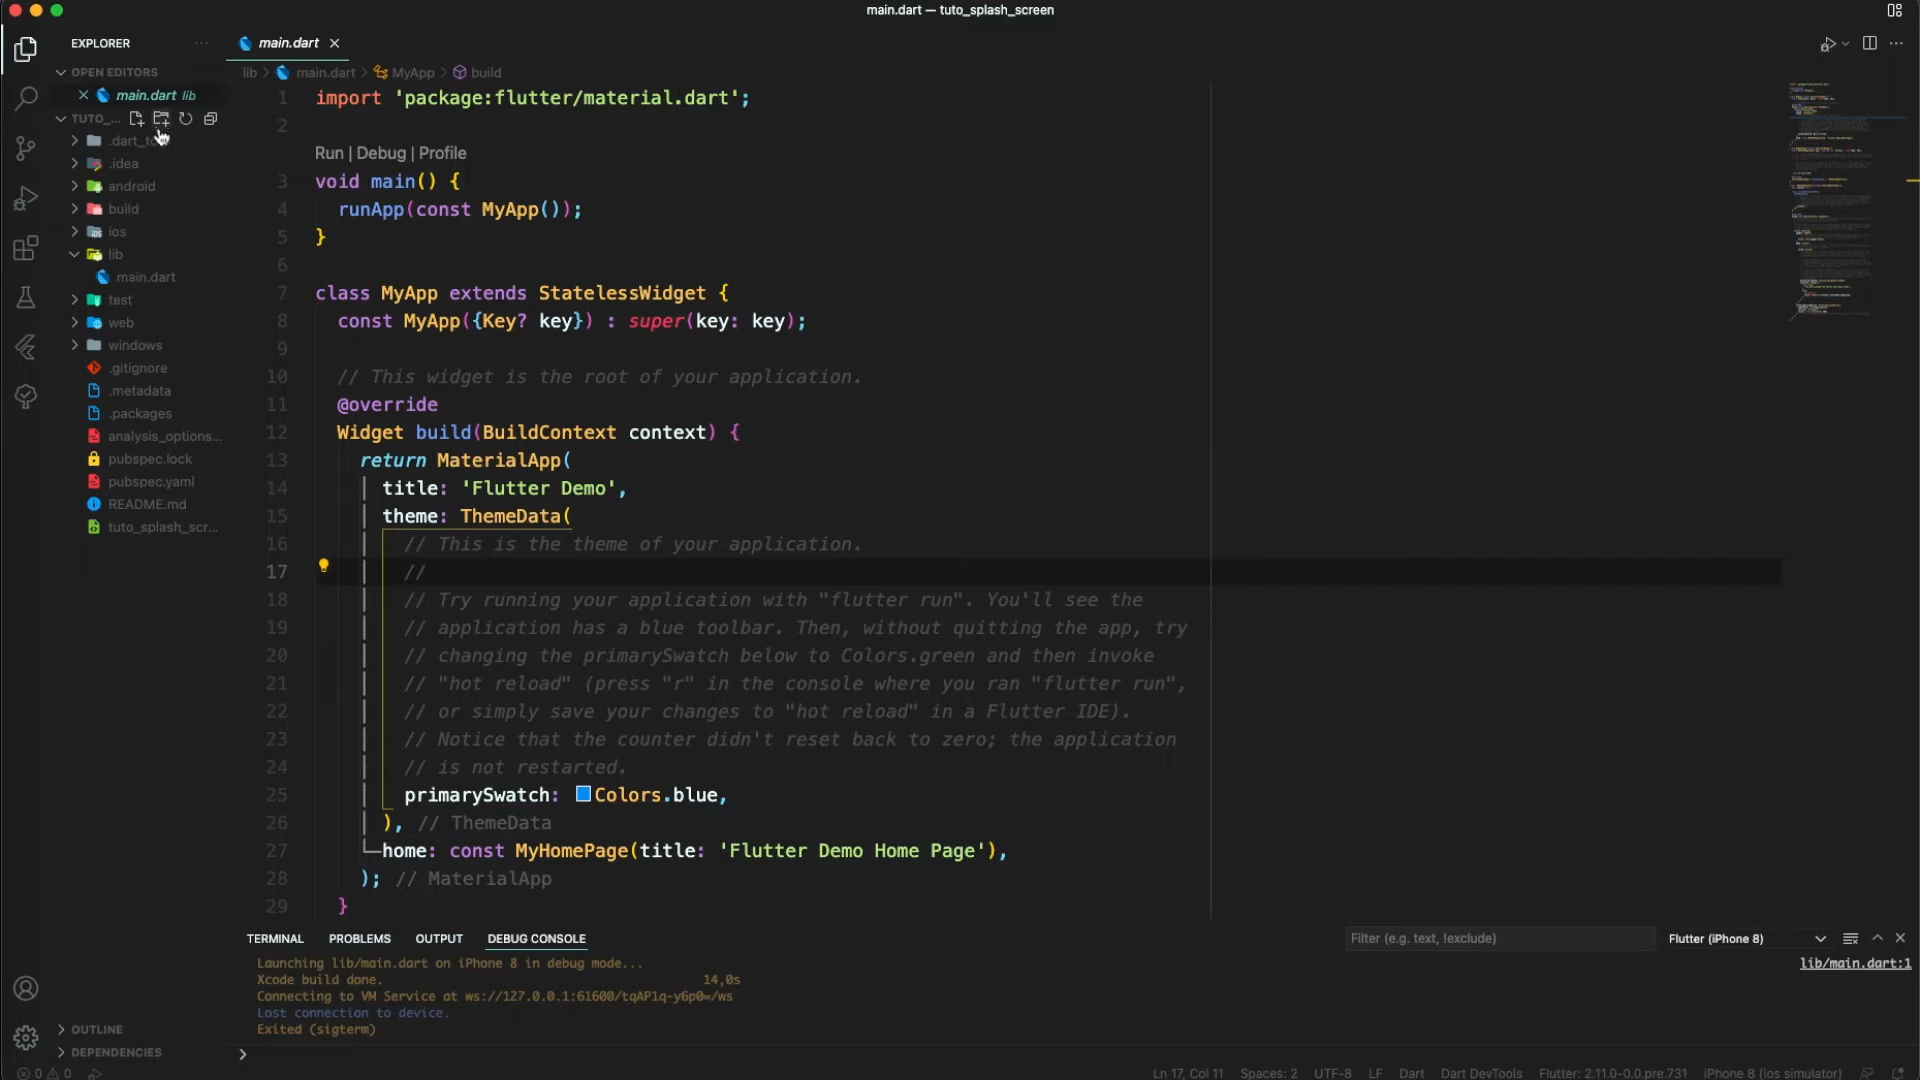 main.dart — tuto_splash_screen
EXPLORER
main.dart
OPEN EDITORS
lib > main.dart > MyApp > build
main.dart lib
TUTO_...
.idea
android
build
ios
lib
main.dart
test
web
windows
.gitignore
.metadata
.packages
analysis_options...
pubspec.lock
pubspec.yaml
README.md
tuto_splash_scr...
OUTLINE
DEPENDENCIES
1 import 'package:flutter/material.dart';
2
Run | Debug | Profile
3 void main() {
4 runApp(const MyApp());
5 }
6
7 class MyApp extends StatelessWidget {
8 const MyApp({Key? key}) : super(key: key);
9
10 // This widget is the root of your application.
11 @override
12 Widget build(BuildContext context) {
13 return MaterialApp(
14 title: 'Flutter Demo',
15 theme: ThemeData(
16 // This is the theme of your application.
17 //
18 // Try running your application with "flutter run". You'll see the
19 // application has a blue toolbar. Then, without quitting the app, try
20 // changing the primarySwatch below to Colors.green and then invoke
21 // "hot reload" (press "r" in the console where you ran "flutter run",
22 // or simply save your changes to "hot reload" in a Flutter IDE).
23 // Notice that the counter didn't reset back to zero; the application
24 // is not restarted.
25 primarySwatch: Colors.blue,
26 ), // ThemeData
27 home: const MyHomePage(title: 'Flutter Demo Home Page'),
28 ); // MaterialApp
29 }
TERMINAL PROBLEMS OUTPUT DEBUG CONSOLE
Filter (e.g. text, !exclude)
Flutter (iPhone 8)
Launching lib/main.dart on iPhone 8 in debug mode...
lib/main.dart:1
Xcode build done. 14,0s
Connecting to VM Service at ws://127.0.0.1:61600/tqAP1q-y6p0=/ws
Lost connection to device.
Exited (sigterm)
0 0
Ln 17, Col 11 Spaces: 2 UTF-8 LF Dart Dart DevTools Flutter: 2.11.0-0.0.pre.731 iPhone 8 (ios simulator)